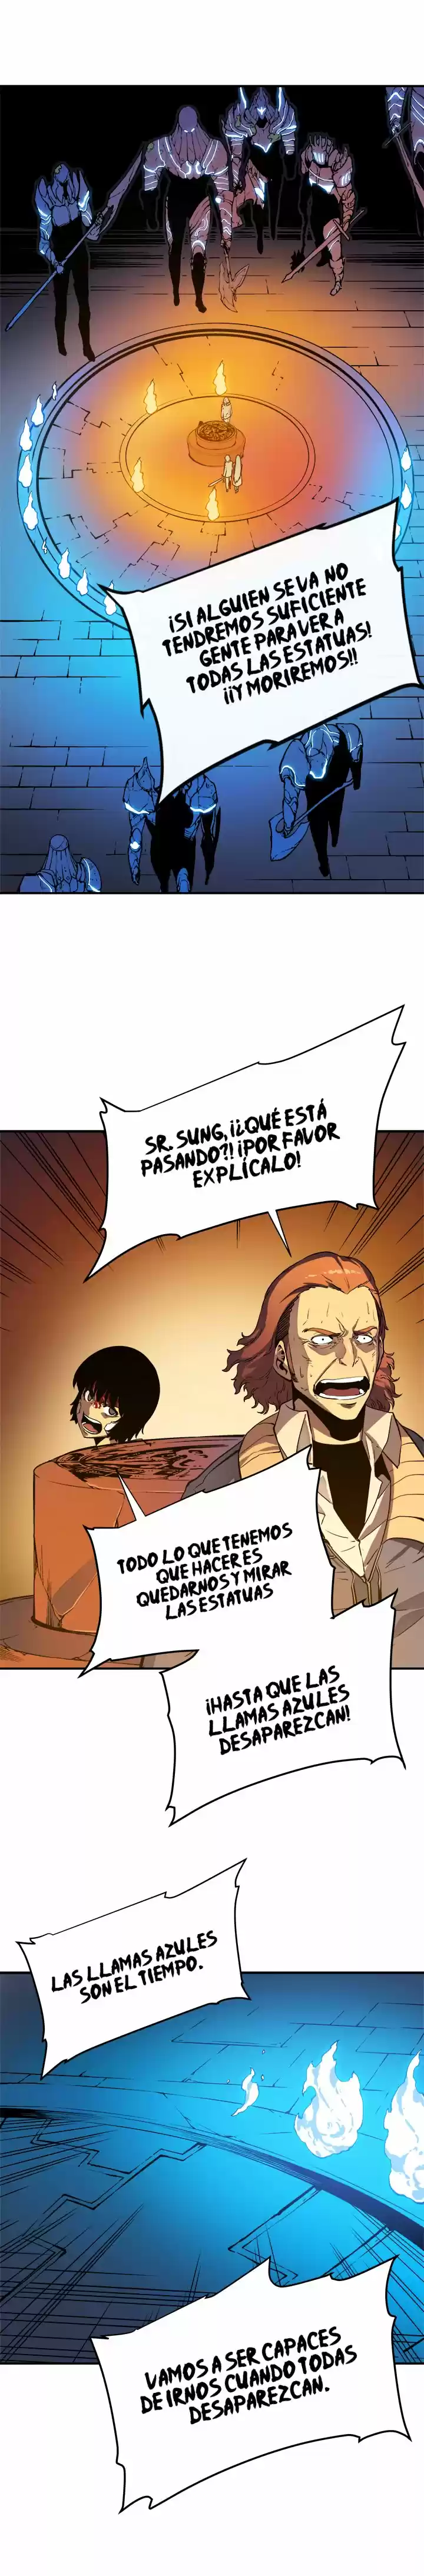 ¡SI ALGUIEN SE VA NO
TENDREMOS SUFICIENTE
GENTE PARA VER A
TODAS LAS ESTATUAS!
¡¡Y MORIREMOS!!
SR. SUNG, ¡¿QUÉ ESTÁ
PASANDO?! ¡POR FAVOR
EXPLÍCALO!
TODO LO QUE TENEMOS
QUE HACER ES
QUEDARNOS Y MIRAR
LAS ESTATUAS
¡HASTA QUE LAS
LLAMAS AZULES
DESAPAREZCAN!
LAS LLAMAS AZULES
SON EL TIEMPO.
VAMOS A SER CAPACES
DE IRNOS CUANDO TODAS
DESAPAREZCAN.